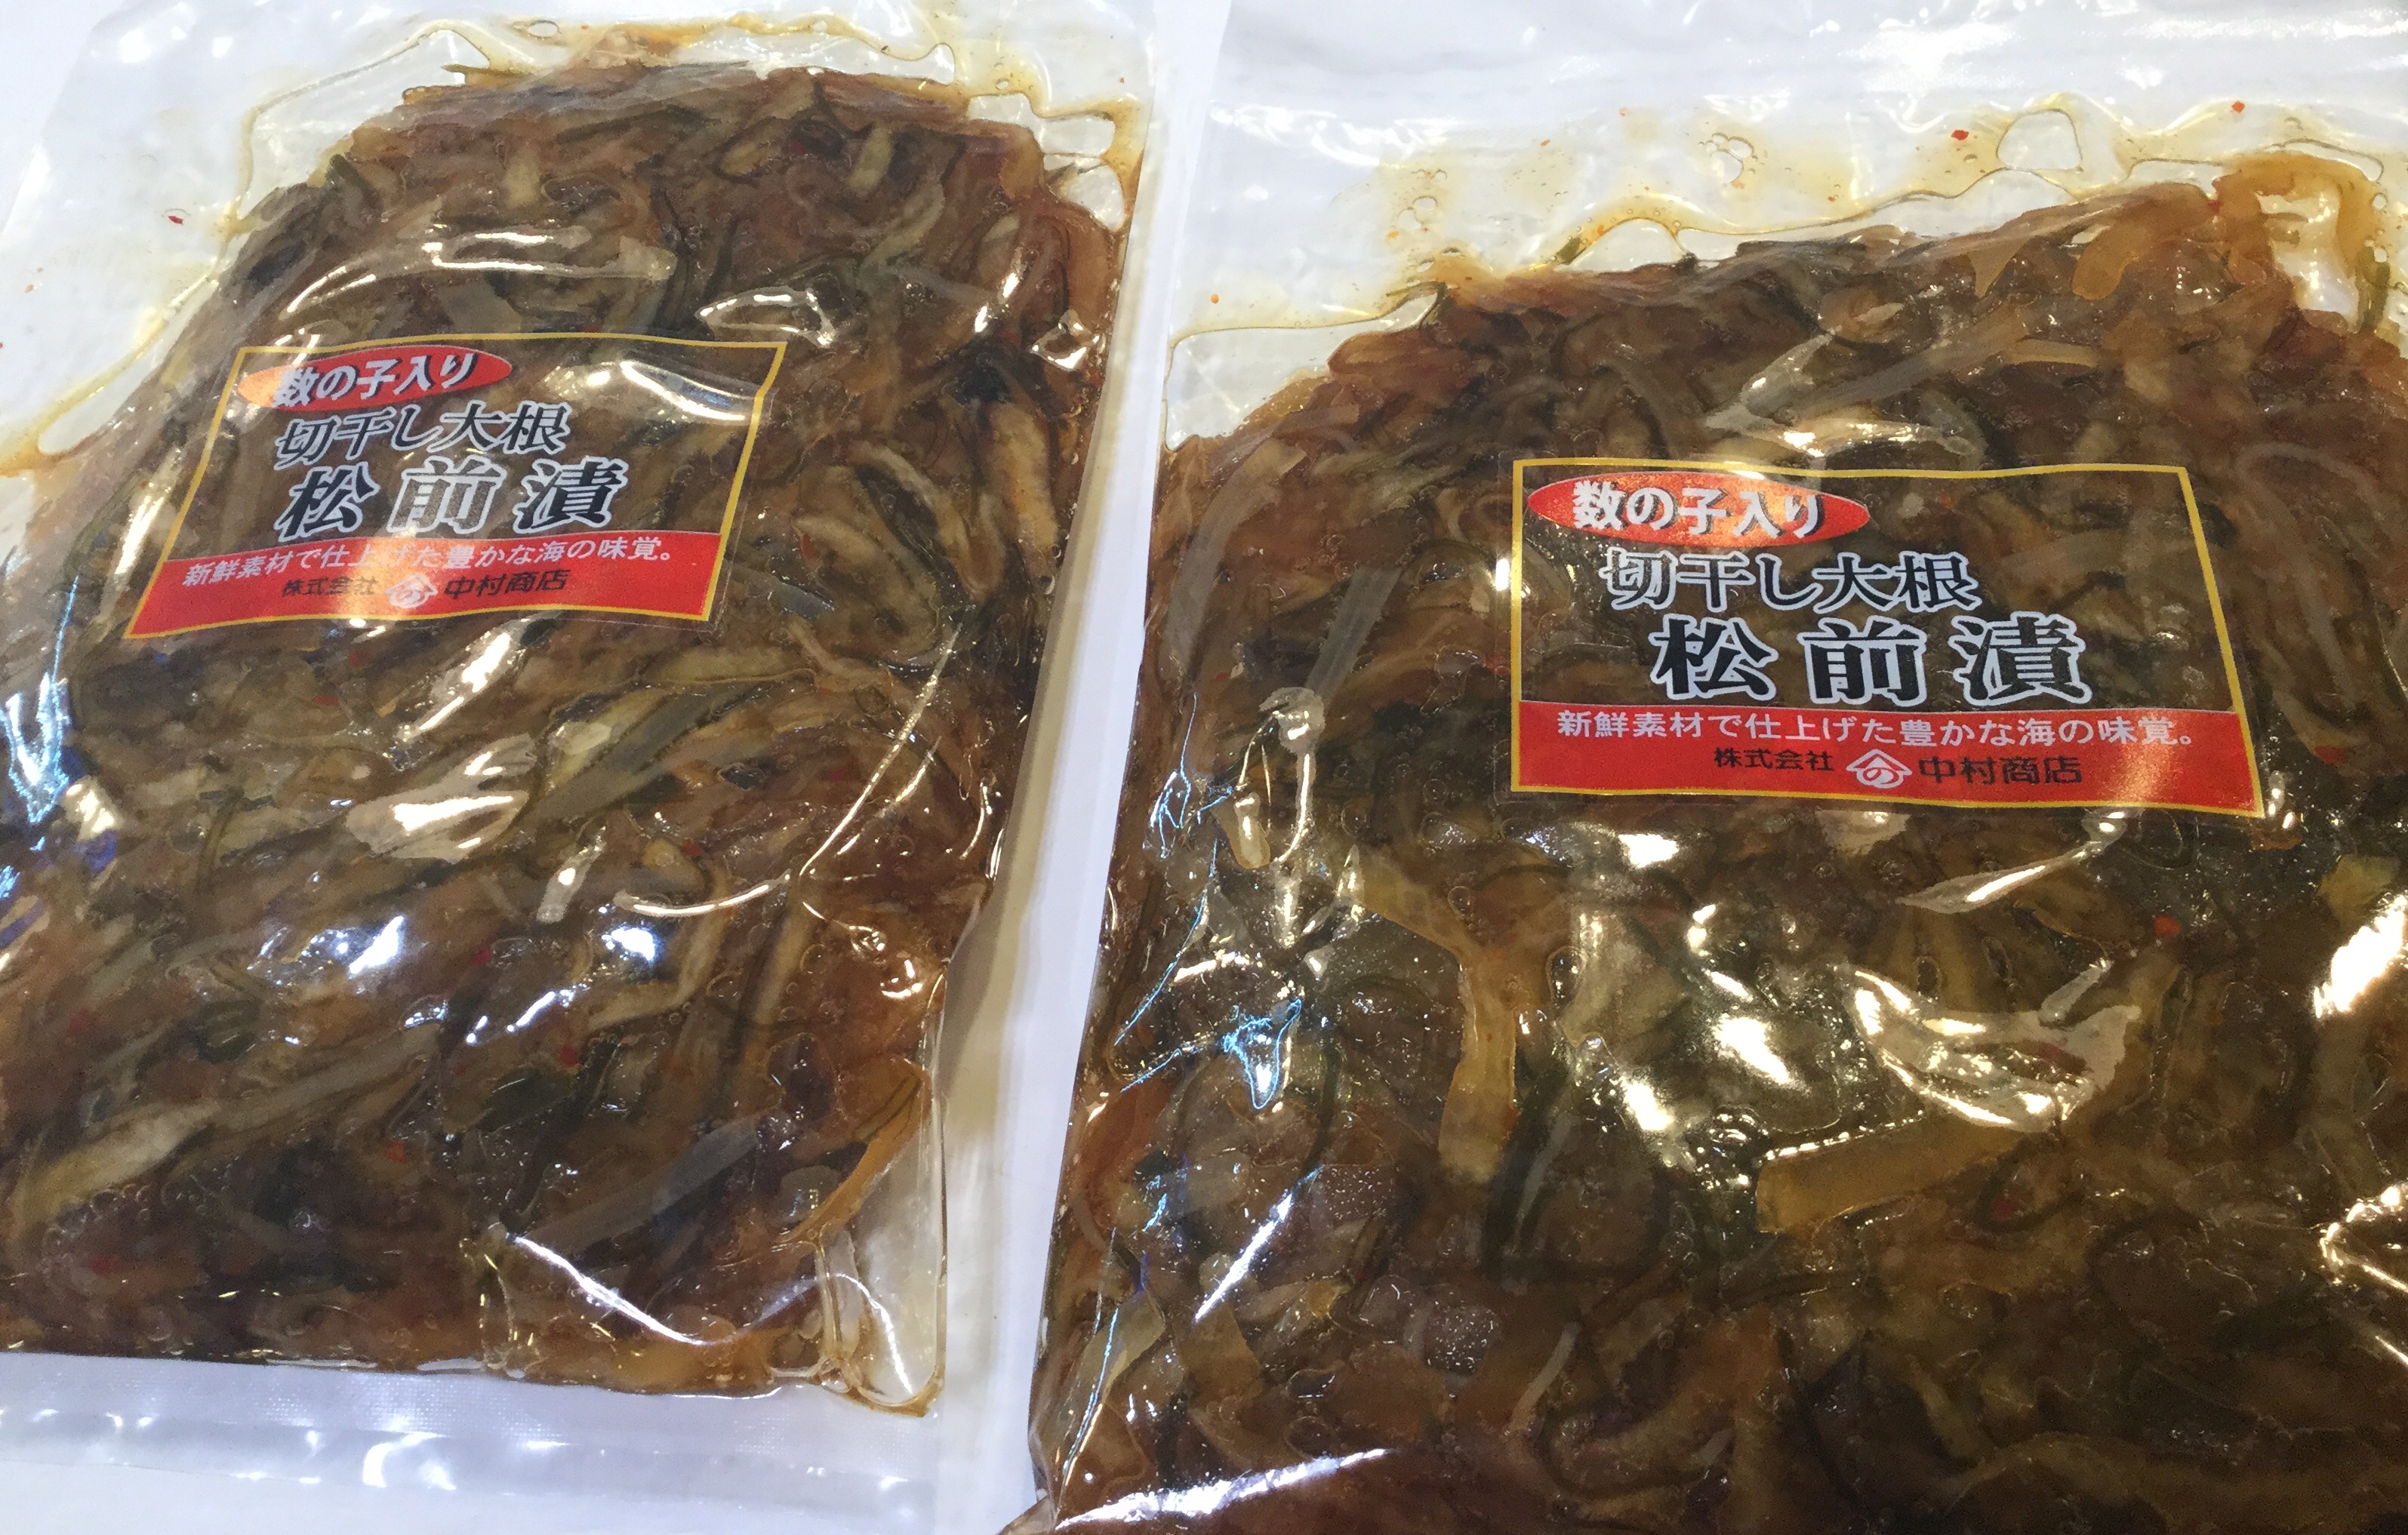 数の子入り
切干し大根
松前漬
新鮮素材で仕上げた豊かな海の味覚。
株式会社 の 中村商店
数の子入り
切干し大根
松前漬
新鮮素材で仕上げた豊かな海の味覚。
株式会社 の 中村商店